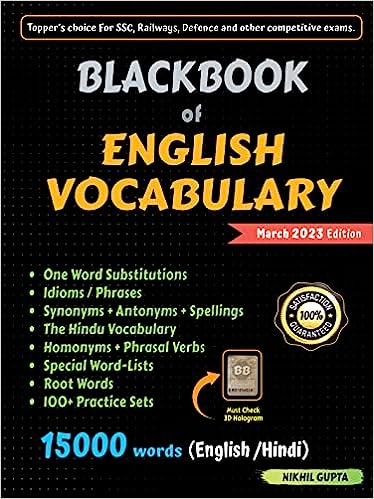 Topper's choice For SSC, Railways, Defence and other competitive exams.
BLACKBOOK
of
ENGLISH
VOCABULARY
March 2023 Edition
• One Word Substitutions
• Idioms / Phrases
• Synonyms + Antonyms + Spellings
• The Hindu Vocabulary
• Homonyms + Phrasal Verbs
• Special Word-Lists
• Root Words
• 100+ Practice Sets
SATISFACTION
100%
GUARANTEED
BB
Must Check
3D Hologram
15000 words (English /Hindi)
NIKHIL GUPTA